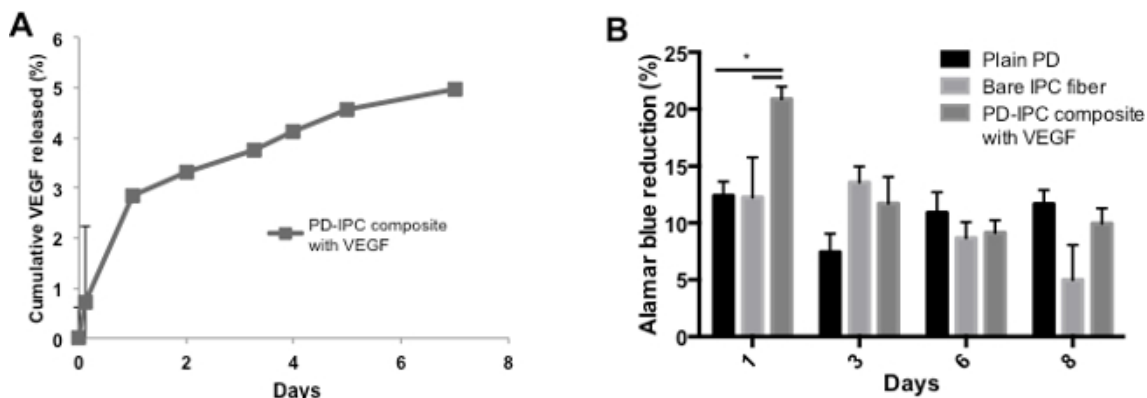 A
Cumulative VEGF released (%)
6
5
4
3
2
1
0
0
2
4
6
8
Days
PD-IPC composite
with VEGF
B
Alamar blue reduction (%)
25
20
15
10
5
0
*
Plain PD
Bare IPC fiber
PD-IPC composite
with VEGF
1
3
6
8
Days